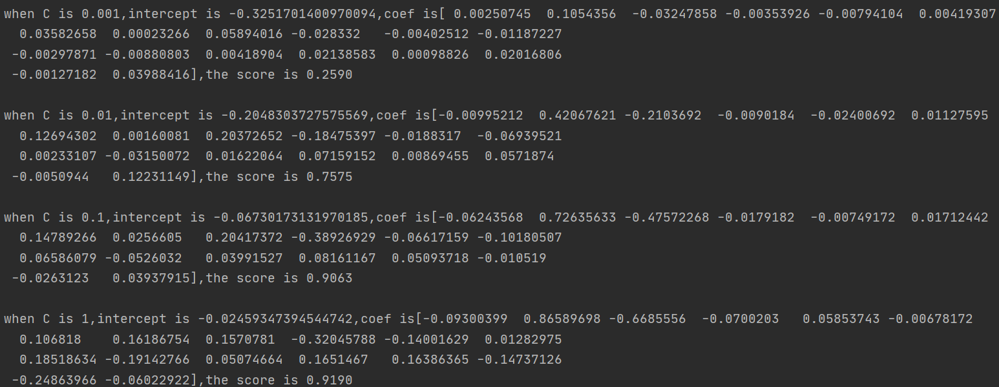 when C is 0.001,intercept is -0.3251701400970094,coef is[ 0.00250745  0.1054356  -0.03247858 -0.00353926 -0.00794104  0.00419307
  0.03582658  0.00023266  0.05894016 -0.028332   -0.00402512 -0.01187227
 -0.00297871 -0.00880803  0.00418904  0.02138583  0.00098826  0.02016806
 -0.00127182  0.03988416],the score is 0.2590
when C is 0.01,intercept is -0.2048303727575569,coef is[-0.00995212  0.42067621 -0.2103692  -0.0090184  -0.02400692  0.01127595
  0.12694302  0.00160081  0.20372652 -0.18475397 -0.0188317  -0.06939521
  0.00233107 -0.03150072  0.01622064  0.07159152  0.00869455  0.0571874
 -0.0050944   0.12231149],the score is 0.7575
when C is 0.1,intercept is -0.06730173131970185,coef is[-0.06243568  0.72635633 -0.47572268 -0.0179182  -0.00749172  0.01712442
  0.14789266  0.0256605   0.20417372 -0.38926929 -0.06617159 -0.10180507
  0.06586079 -0.0526032   0.03991527  0.08161167  0.05093718 -0.010519
 -0.0263123   0.03937915],the score is 0.9063
when C is 1,intercept is -0.02459347394544742,coef is[-0.09300399  0.86589698 -0.6685556  -0.0700203   0.05853743 -0.00678172
  0.106818    0.16186754  0.1570781  -0.32045788 -0.14001629  0.01282975
  0.18518634 -0.19142766  0.05074664  0.1651467   0.16386365 -0.14737126
 -0.24863966 -0.06022922],the score is 0.9190